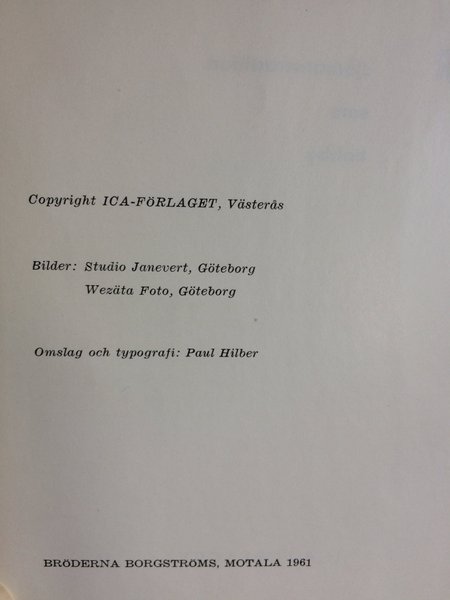 Copyright ICA-FÖRLAGET, Västerås
Bilder: Studio Janevert, Göteborg
Wezäta Foto, Göteborg
Omslag och typografi: Paul Hilber
BRÖDERNA BORGSTRÖMS, MOTALA 1961